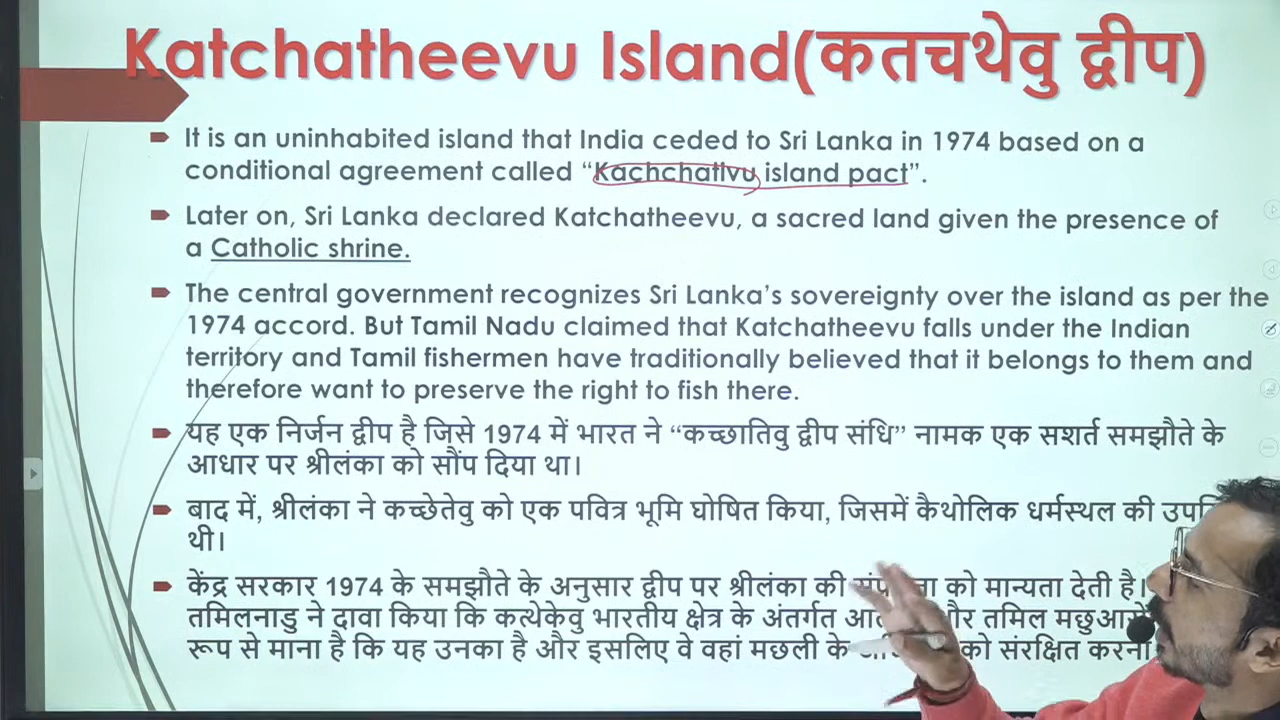 Katchatheevu Island(कतचथेवु द्वीप)
It is an uninhabited island that India ceded to Sri Lanka in 1974 based on a
conditional agreement called “Kachchativu island pact”.
Later on, Sri Lanka declared Katchatheevu, a sacred land given the presence of
a Catholic shrine.
The central government recognizes Sri Lanka’s sovereignty over the island as per the
1974 accord. But Tamil Nadu claimed that Katchatheevu falls under the Indian
territory and Tamil fishermen have traditionally believed that it belongs to them and
therefore want to preserve the right to fish there.
यह एक निर्जन द्वीप है जिसे 1974 में भारत ने “कच्छातिवु द्वीप संधि” नामक एक सशर्त समझौते के
आधार पर श्रीलंका को सौंप दिया था।
बाद में, श्रीलंका ने कच्छेतेवु को एक पवित्र भूमि घोषित किया, जिसमें कैथोलिक धर्मस्थल की
थी।
केंद्र सरकार 1974 के समझौते के अनुसार द्वीप पर श्रीलंका की को मान्यता देती है।
तमिलनाडु ने दावा किया कि कत्थेकेवु भारतीय क्षेत्र के अंतर्गत तमिल
रूप से माना है कि यह उनका है और इसलिए वे वहां मछली के को संरक्षित